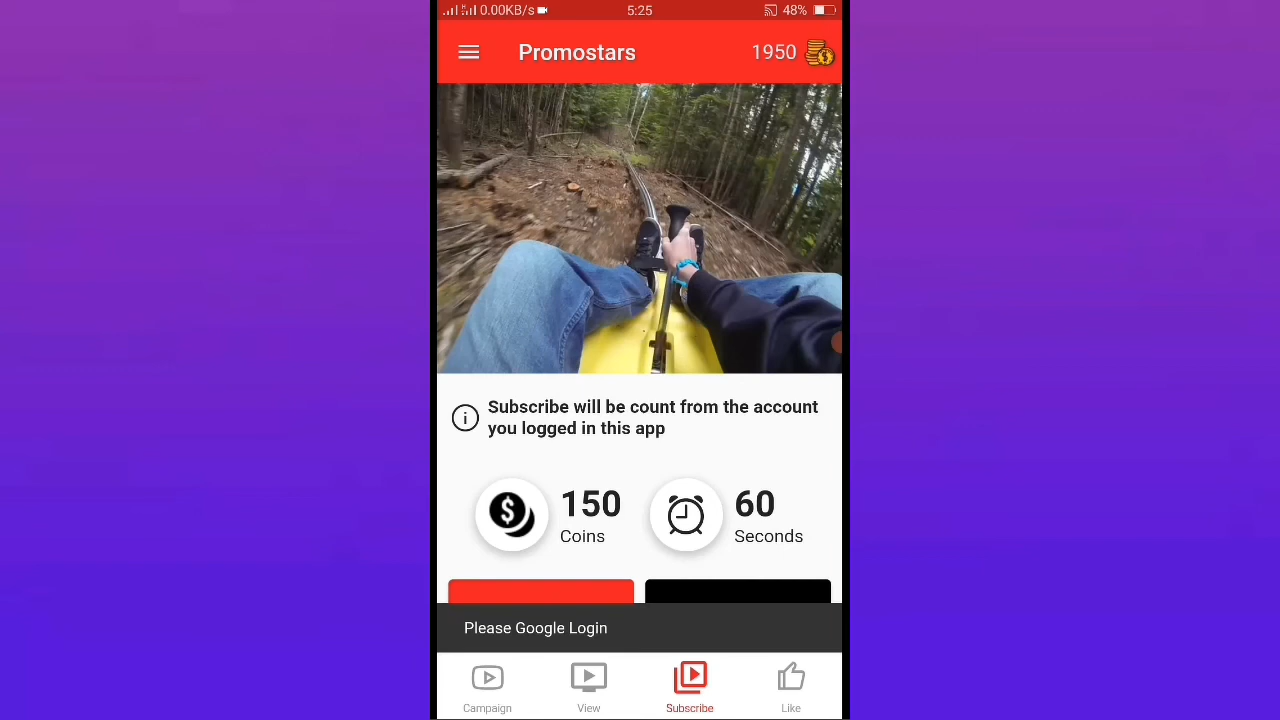 0.00KB/s 5:25 48%
Promostars 1950
Subscribe will be count from the account
you logged in this app
150 60
Coins Seconds
Please Google Login
Campaign View Subscribe Like